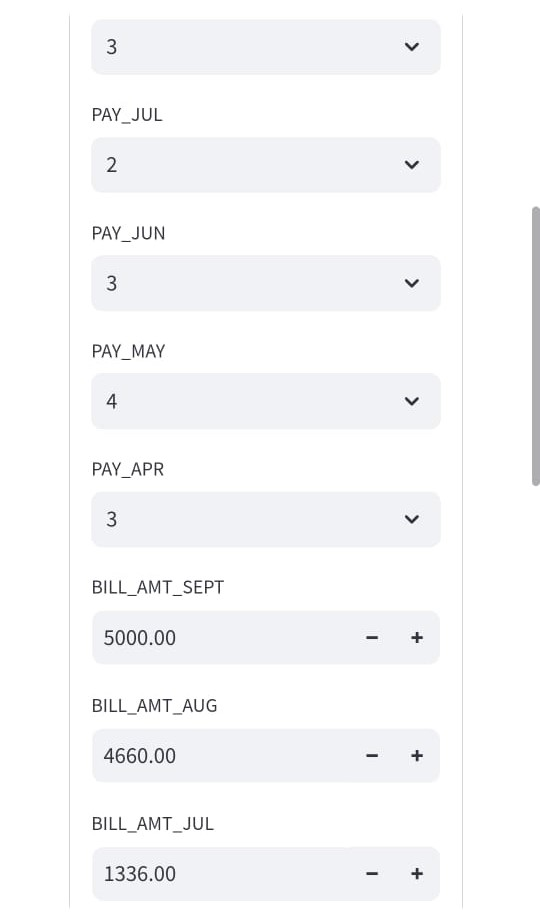 3
PAY_JUL
2
PAY_JUN
3
PAY_MAY
4
PAY_APR
3
BILL_AMT_SEPT
5000.00 − +
BILL_AMT_AUG
4660.00 − +
BILL_AMT_JUL
1336.00 − +